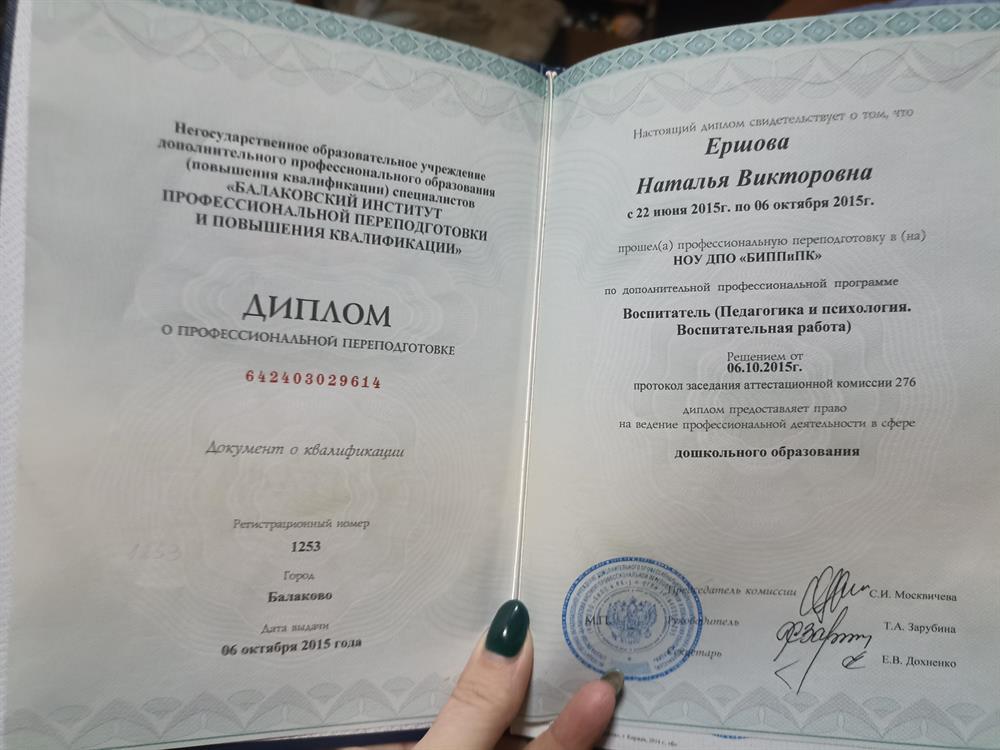 Негосударственное образовательное учреждение
дополнительного профессионального образования
(повышения квалификации) специалистов
«БАЛАКОВСКИЙ ИНСТИТУТ
ПРОФЕССИОНАЛЬНОЙ ПЕРЕПОДГОТОВКИ
И ПОВЫШЕНИЯ КВАЛИФИКАЦИИ»
ДИПЛОМ
О ПРОФЕССИОНАЛЬНОЙ ПЕРЕПОДГОТОВКЕ
642403029614
Документ о квалификации
Регистрационный номер
1253
1253
Город
Балаково
Дата выдачи
06 октября 2015 года
Настоящий диплом свидетельствует о том, что
Ершова
Наталья Викторовна
с 22 июня 2015г. по 06 октября 2015г.
прошел(а) профессиональную переподготовку в (на)
НОУ ДПО «БИППиПК»
по дополнительной профессиональной программе
Воспитатель (Педагогика и психология.
Воспитательная работа)
Решением от
06.10.2015г.
протокол заседания аттестационной комиссии 276
диплом предоставляет право
на ведение профессиональной деятельности в сфере
дошкольного образования
Председатель комиссии С.И. Москвичева
М.П. Руководитель Т.А. Зарубина
Секретарь Е.В. Дохненко